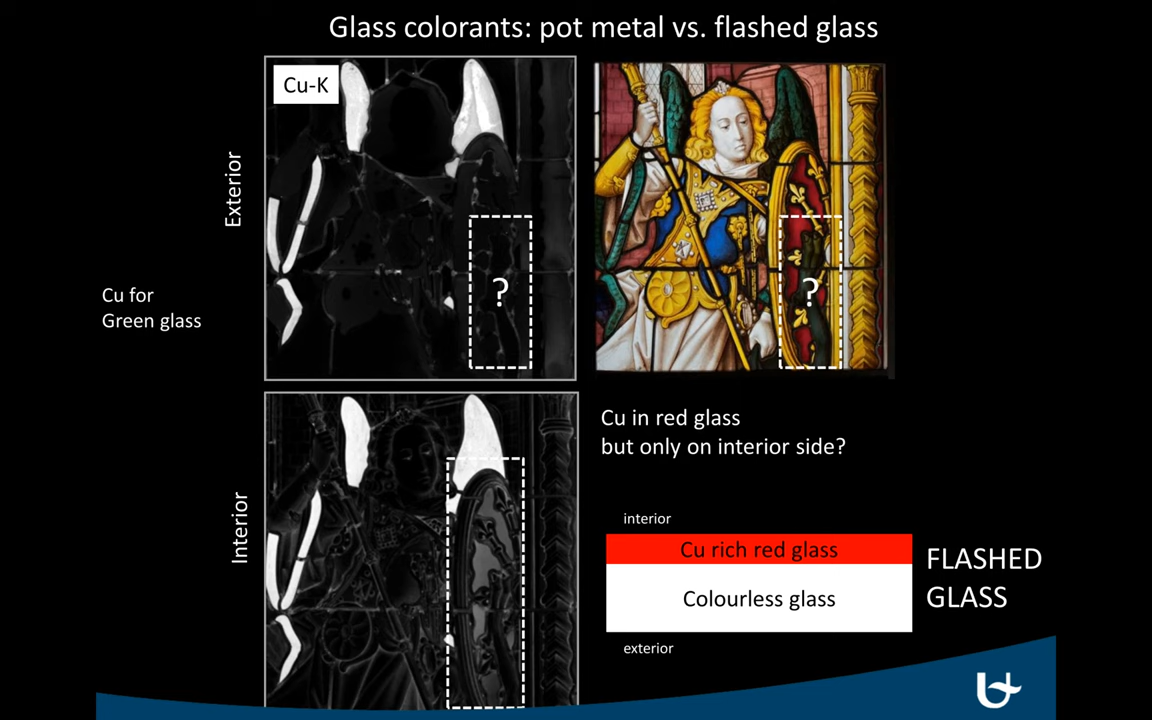 Glass colorants: pot metal vs. flashed glass
Cu-K
Exterior
Cu for
Green glass
?
?
Interior
Cu in red glass
but only on interior side?
interior
Cu rich red glass
Colourless glass
exterior
FLASHED
GLASS